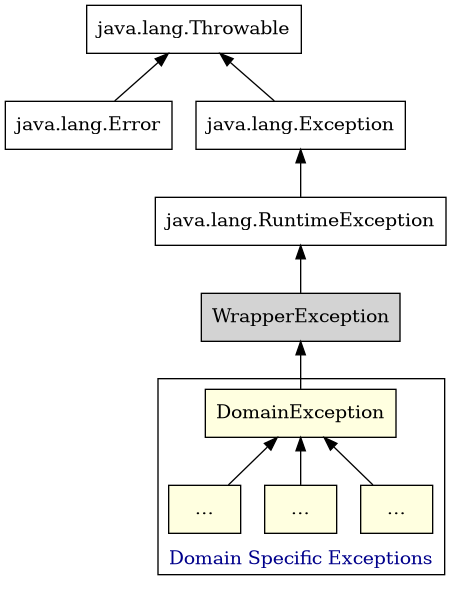 java.lang.Throwable
java.lang.Error
java.lang.Exception
java.lang.RuntimeException
WrapperException
DomainException
...
...
...
Domain Specific Exceptions